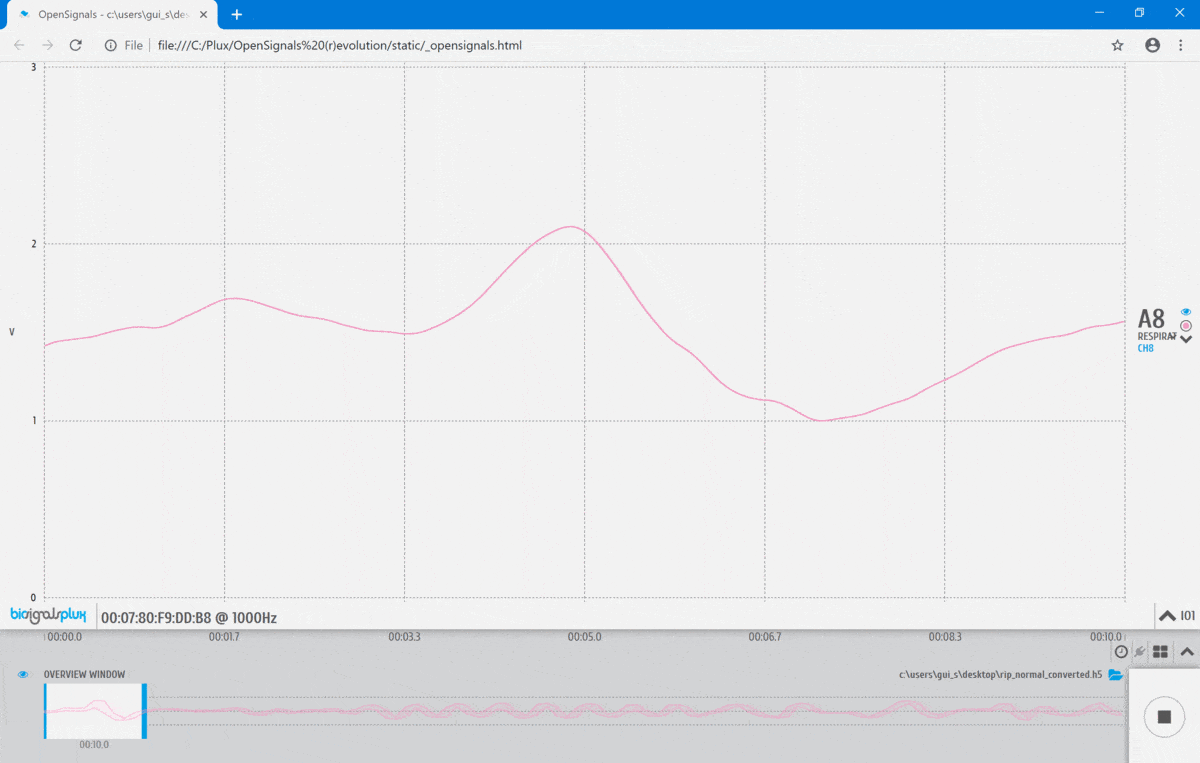 OpenSignals - c:\users\gui_s\des
File
file:///C:/Plux/OpenSignals%20(r)evolution/static/_opensignals.html
3
2
V
1
0
A8
RESPIRAT
CH8
biosignalsplux
00:07:80:F9:DD:B8 @ 1000Hz
101
00:00.0 00:01.7 00:03.3 00:05.0 00:06.7 00:08.3 00:10.0
OVERVIEW WINDOW
c:\users\gui_s\desktop\rip_normal_converted.h5
00:10.0